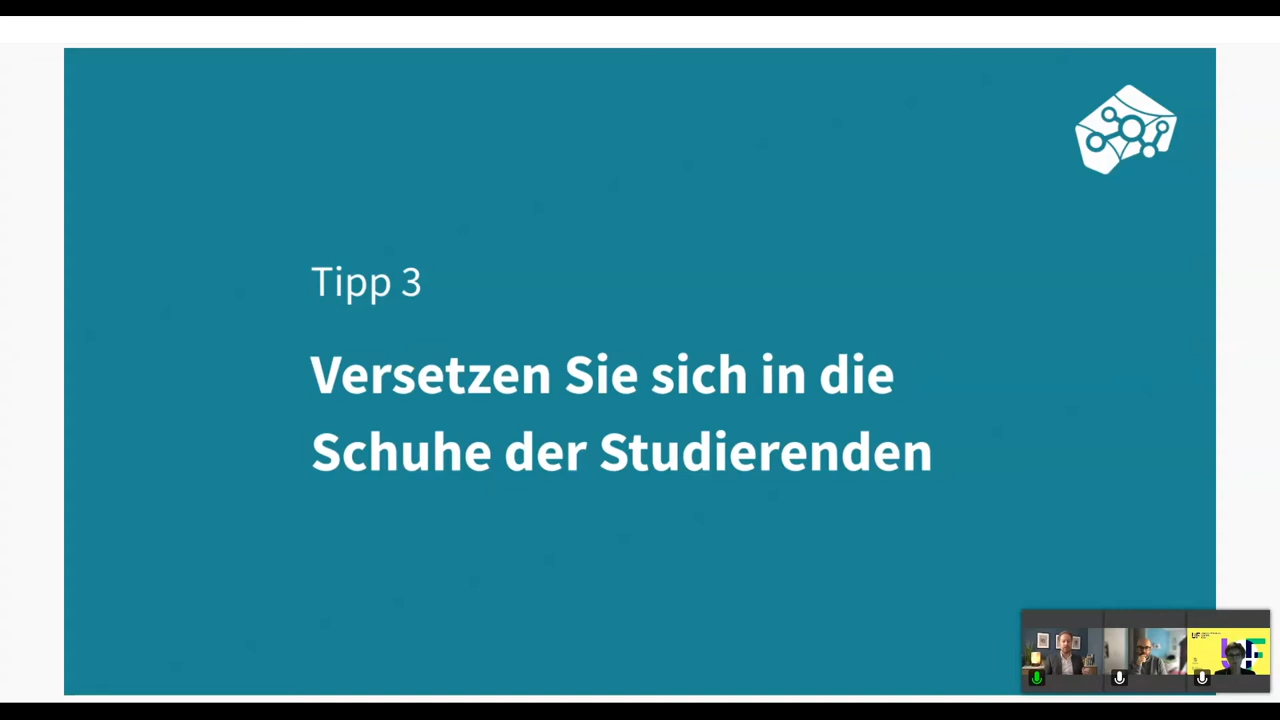 Tipp 3
Versetzen Sie sich in die
Schuhe der Studierenden